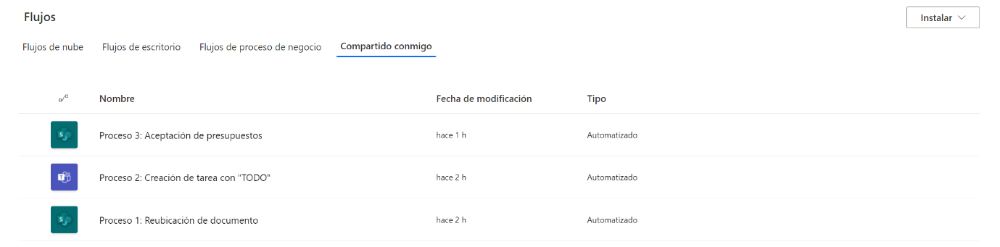 Flujos
Instalar
Flujos de nube Flujos de escritorio Flujos de proceso de negocio Compartido conmigo
Nombre Fecha de modificación Tipo
Proceso 3: Aceptación de presupuestos hace 1 h Automatizado
Proceso 2: Creación de tarea con "TODO" hace 2 h Automatizado
Proceso 1: Reubicación de documento hace 2 h Automatizado